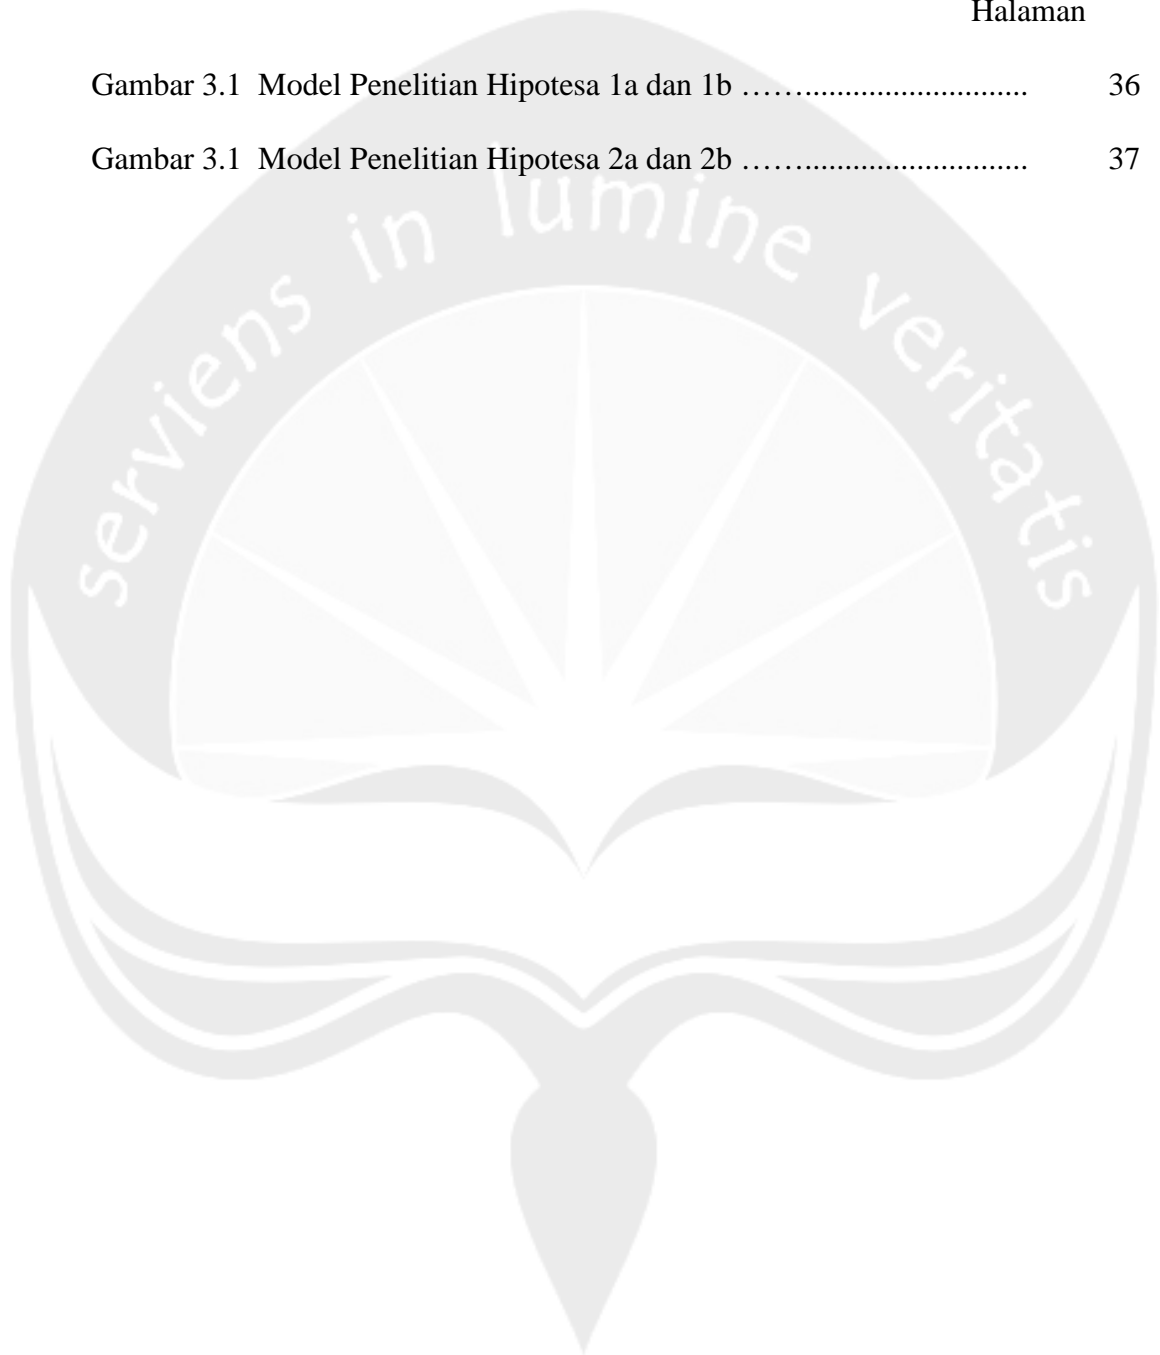 Halaman
Gambar 3.1 Model Penelitian Hipotesa 1a dan 1b ……............................ 36
Gambar 3.1 Model Penelitian Hipotesa 2a dan 2b ……............................ 37
serviens in lumine veritatis